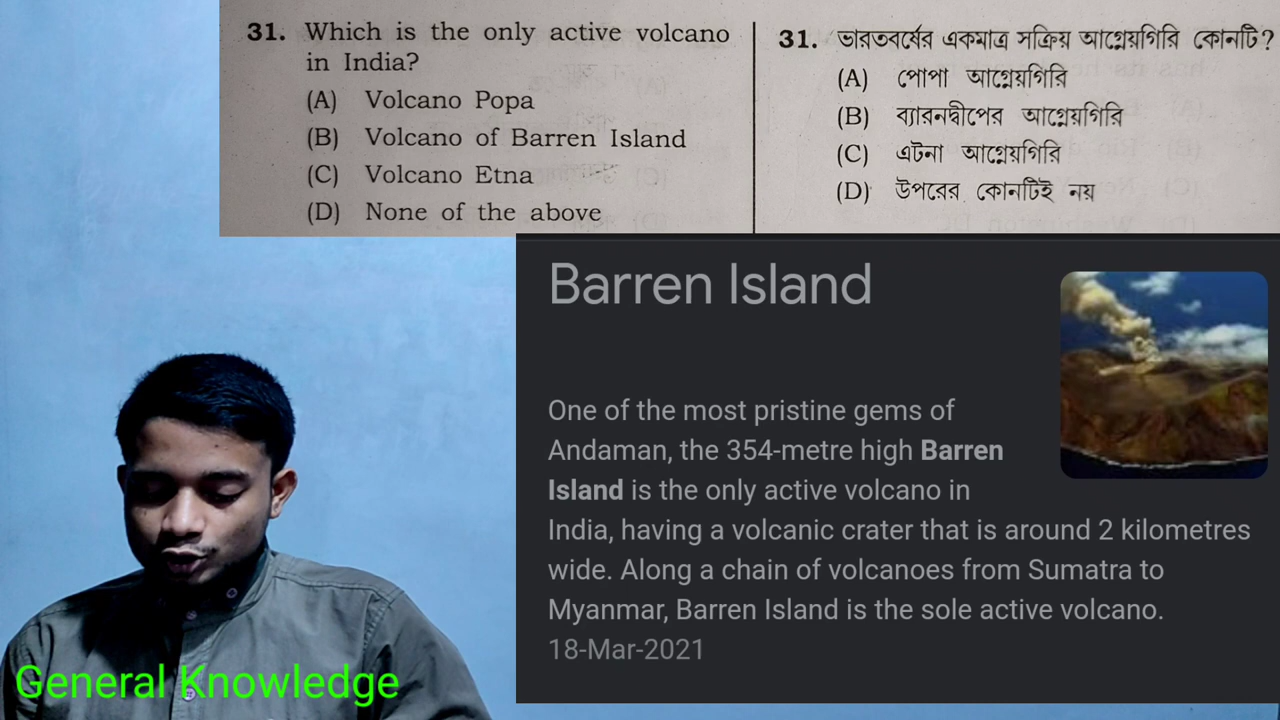 31. Which is the only active volcano
in India?
(A) Volcano Popa
(B) Volcano of Barren Island
(C) Volcano Etna
(D) None of the above
31. ভারতবর্ষের একমাত্র সক্রিয় আগ্নেয়গিরি কোনটি?
(A) পোপা আগ্নেয়গিরি
(B) ব্যারনদ্বীপের আগ্নেয়গিরি
(C) এটনা আগ্নেয়গিরি
(D) উপরের কোনটিই নয়
Barren Island
One of the most pristine gems of
Andaman, the 354-metre high Barren
Island is the only active volcano in
India, having a volcanic crater that is around 2 kilometres
wide. Along a chain of volcanoes from Sumatra to
Myanmar, Barren Island is the sole active volcano.
18-Mar-2021
General Knowledge